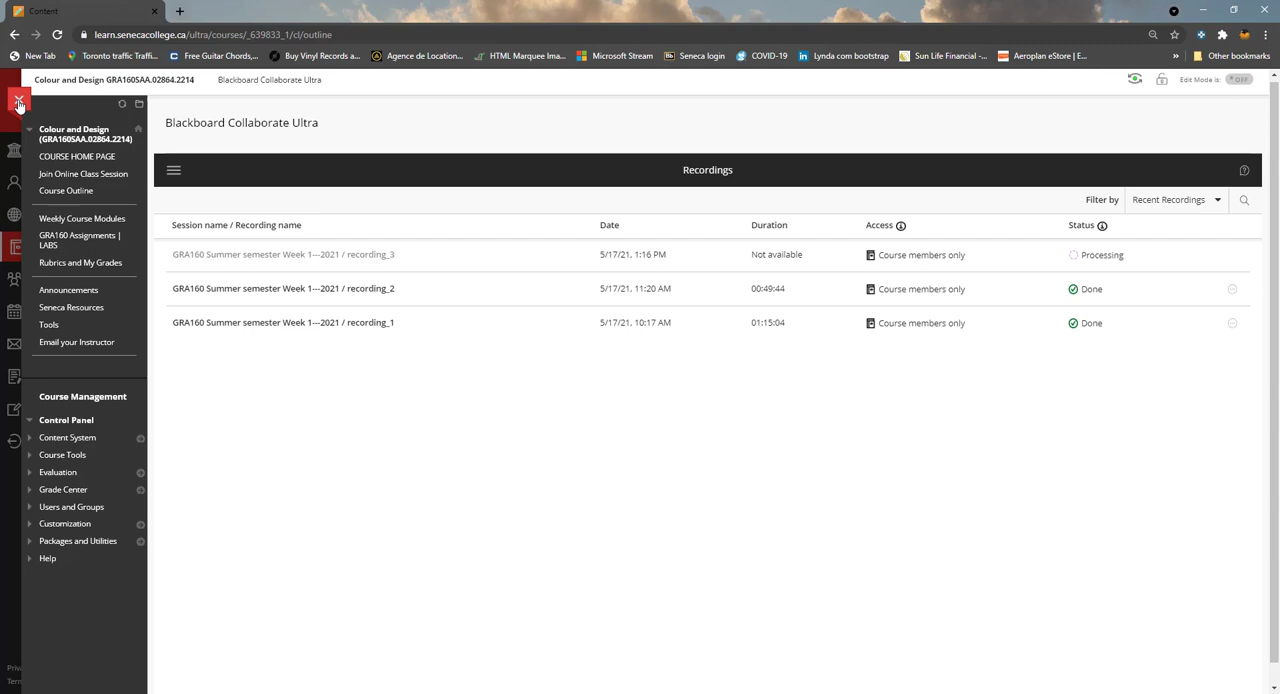 Content
learn.senecacollege.ca/ultra/courses/_639833_1/cl/outline
New Tab
Toronto traffic Traffi...
Free Guitar Chords,...
Buy Vinyl Records a...
Agence de Location...
HTML Marquee Ima...
Microsoft Stream
Seneca login
COVID-19
Lynda com bootstrap
Sun Life Financial -...
Aeroplan eStore | E...
»
Other bookmarks
Colour and Design GRA160SAA.02864.2214
Blackboard Collaborate Ultra
Edit Mode is:
OFF
Colour and Design
(GRA160SAA.02864.2214)
COURSE HOME PAGE
Join Online Class Session
Course Outline
Weekly Course Modules
GRA160 Assignments |
LABS
Rubrics and My Grades
Announcements
Seneca Resources
Tools
Email your Instructor
Course Management
Control Panel
Content System
Course Tools
Evaluation
Grade Center
Users and Groups
Customization
Packages and Utilities
Help
Priv
Term
Blackboard Collaborate Ultra
Recordings
Filter by
Recent Recordings
Session name / Recording name
Date
Duration
Access
Status
GRA160 Summer semester Week 1---2021 / recording_3
5/17/21, 1:16 PM
Not available
Course members only
Processing
GRA160 Summer semester Week 1---2021 / recording_2
5/17/21, 11:20 AM
00:49:44
Course members only
Done
GRA160 Summer semester Week 1---2021 / recording_1
5/17/21, 10:17 AM
01:15:04
Course members only
Done